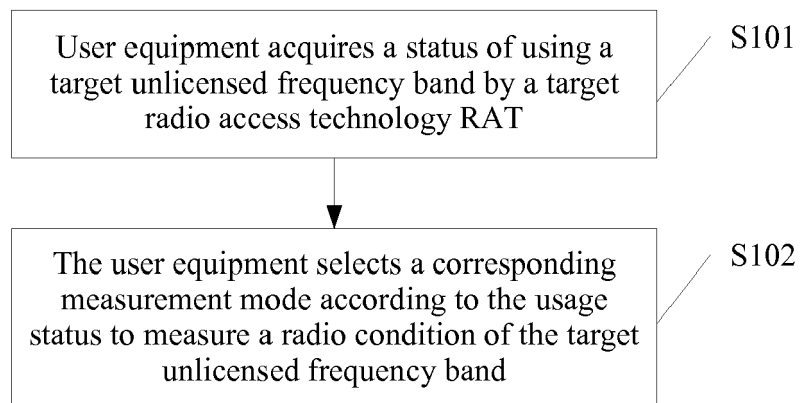 User equipment acquires a status of using a
target unlicensed frequency band by a target
radio access technology RAT
S101
The user equipment selects a corresponding
measurement mode according to the usage
status to measure a radio condition of the target
unlicensed frequency band
S102